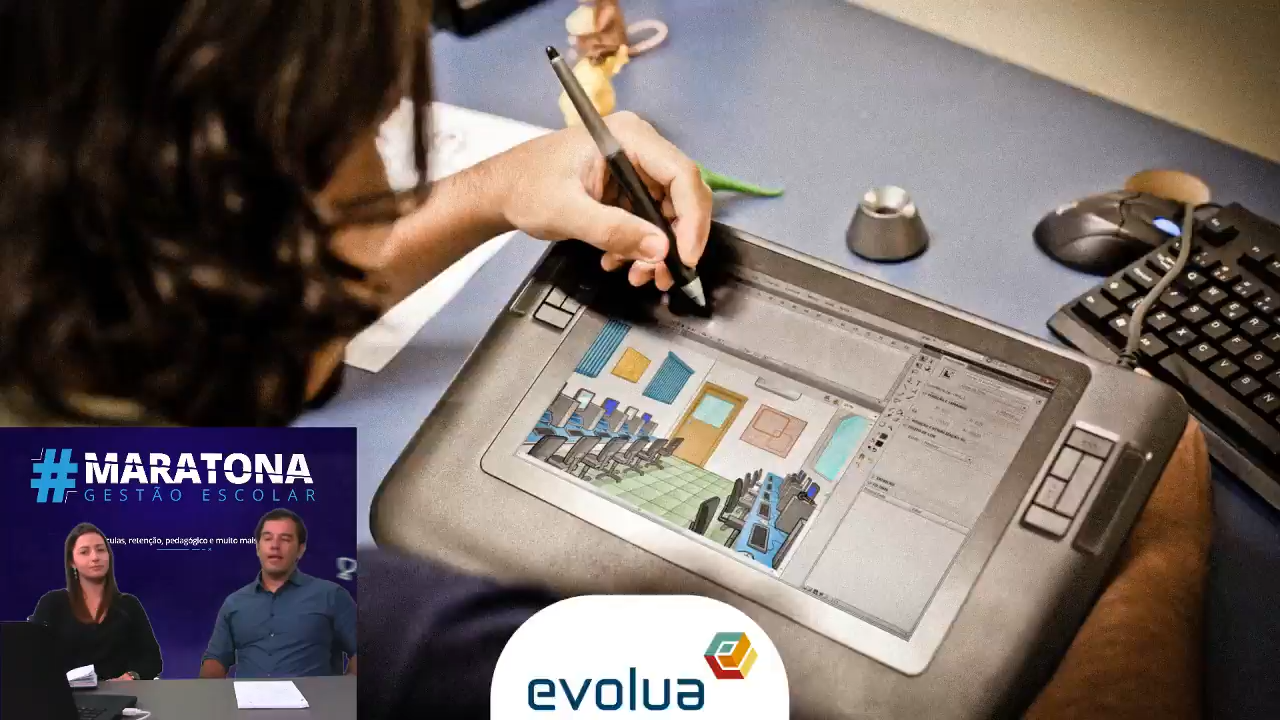 #MARATONA
GESTÃO ESCOLAR
culas, retenção, pedagógico e muito mais
evolua